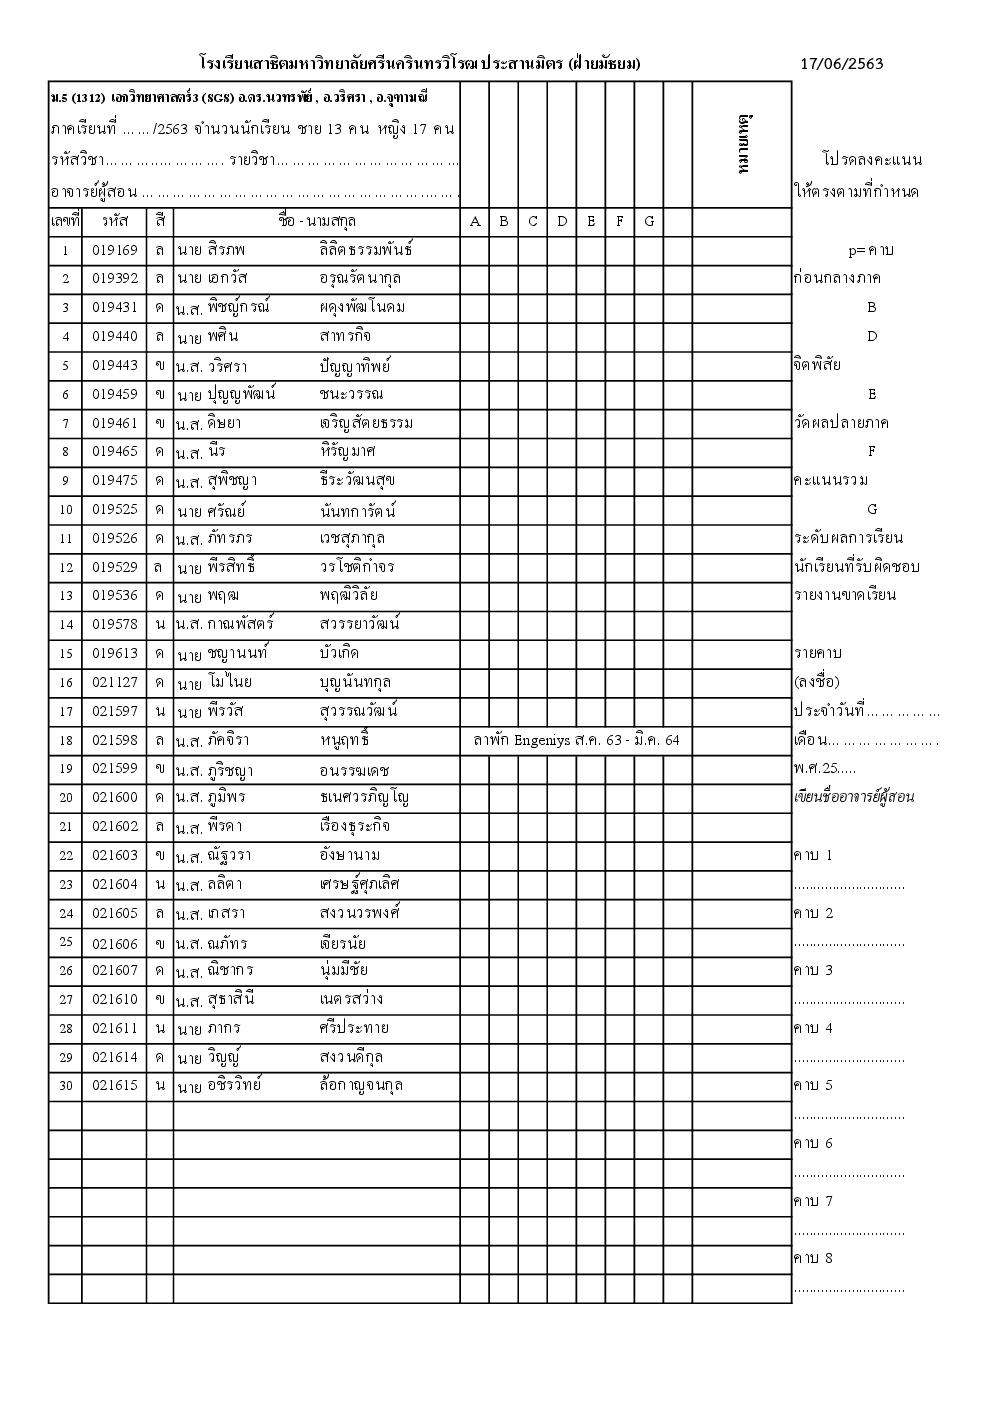 โรงเรียนสาธิตมหาวิทยาลัยศรีนครินทรวิโรฒ ประสานมิตร (ฝ่ายมัธยม) 17/06/2563
ม.5 (1312) เอกวิทยาศาสตร์3 (SGS) อ.ดร.นวทรพัย์ , อ.วริศรา , อ.จุฑามณี
ภาคเรียนที่ ……/2563 จำนวนนักเรียน ชาย 13 คน หญิง 17 คน
หมายเหตุ
รหัสวิชา…………………. รายวิชา……………………………… โปรดลงคะแนน
อาจารย์ผู้สอน …………………………………………………… ให้ตรงตามที่กำหนด
เลขที่ รหัส สี ชื่อ - นามสกุล A B C D E F G
1 019169 ล นาย สิรภพ ลิลิตธรรมพันธ์ p=คาบ
2 019392 ล นาย เอกวัส อรุณรัตนากุล ก่อนกลางภาค
3 019431 ด น.ส. พิชญ์กรณ์ ผดุงพัฒโนดม B
4 019440 ล นาย พศิน สาทรกิจ D
5 019443 ข น.ส. วริศรา ปัญญาทิพย์ จิตพิสัย
6 019459 ข นาย ปุญญพัฒน์ ชนะวรรณ E
7 019461 ข น.ส. ดิษยา เจริญสัตยธรรม วัดผลปลายภาค
8 019465 ด น.ส. นีร หิรัญมาศ F
9 019475 ด น.ส. สุพิชญา ธีระวัฒนสุข คะแนนรวม
10 019525 ด นาย ศรัณย์ นันทการัตน์ G
11 019526 ด น.ส. ภัทรภร เวชสุภากุล ระดับผลการเรียน
12 019529 ล นาย พีรสิทธิ์ วรโชติกำจร นักเรียนที่รับผิดชอบ
13 019536 ด นาย พฤฒ พฤฒิวิลัย รายงานขาดเรียน
14 019578 น น.ส. กาณพัสตร์ สวรรยาวัฒน์
15 019613 ด นาย ชญานนท์ บัวเกิด รายคาบ
16 021127 ด นาย โมไนย บุญนันทกุล (ลงชื่อ)
17 021597 น นาย พีรวัส สุวรรณวัฒน์ ประจำวันที่……………
18 021598 ล น.ส. ภัคจิรา หนูฤทธิ์ ลาพัก Engeniys ส.ค. 63 - มี.ค. 64 เดือน………………….
19 021599 ข น.ส. ภูริชญา อนรรฆเดช พ.ศ.25.....
20 021600 ด น.ส. ภูมิพร ธเนศวรภิญโญ เขียนชื่ออาจารย์ผู้สอน
21 021602 ล น.ส. พีรดา เรืองธุระกิจ
22 021603 ข น.ส. ณัฐวรา อังษานาม คาบ 1
23 021604 น น.ส. ลลิตา เศรษฐ์ศุภเลิศ .............................
24 021605 ล น.ส. เกสรา สงวนวรพงศ์ คาบ 2
25 021606 ข น.ส. ณภัทร เจียรนัย .............................
26 021607 ด น.ส. ณิชากร นุ่มมีชัย คาบ 3
27 021610 ข น.ส. สุธาสินี เนตรสว่าง .............................
28 021611 น นาย ภากร ศรีประทาย คาบ 4
29 021614 ด นาย วิญญ์ สงวนดีกุล .............................
30 021615 น นาย อชิรวิทย์ ล้อกาญจนกุล คาบ 5
.............................
คาบ 6
.............................
คาบ 7
.............................
คาบ 8
.............................